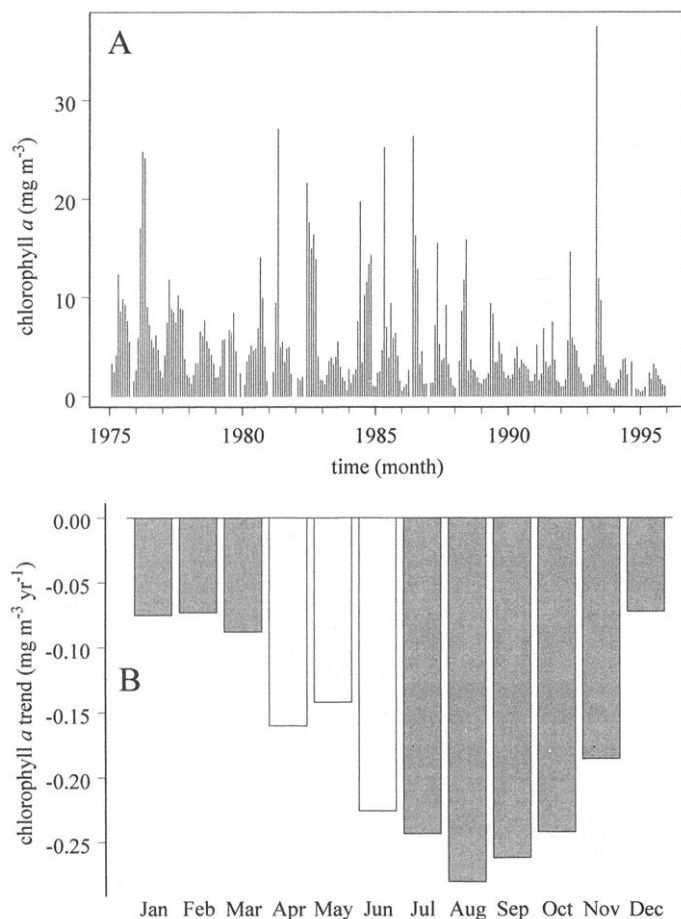 A
chlorophyll a (mg m-3)
30
20
10
0
1975 1980 1985 1990 1995
time (month)
B
chlorophyll a trend (mg m-3 yr-1)
0.00
-0.05
-0.10
-0.15
-0.20
-0.25
Jan Feb Mar Apr May Jun Jul Aug Sep Oct Nov Dec